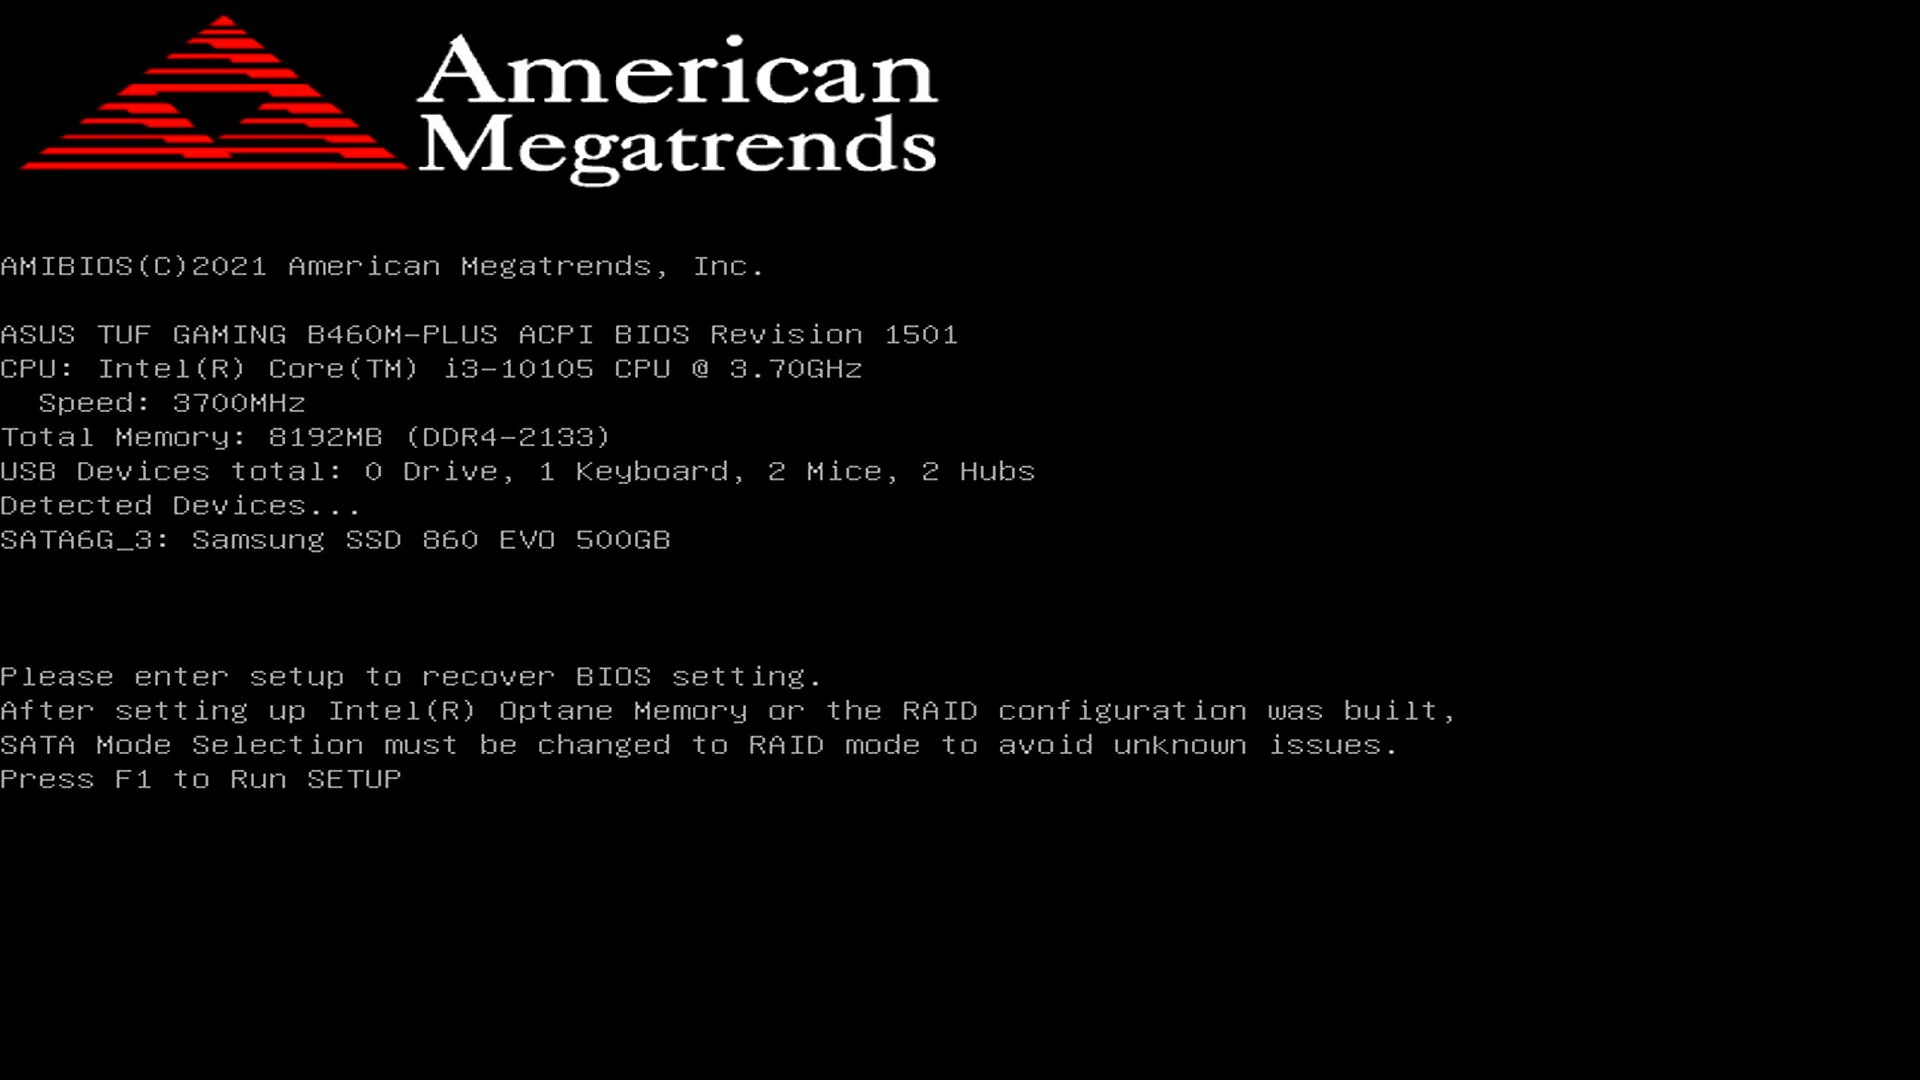 American
Megatrends
AMIBIOS(C)2021 American Megatrends, Inc.
ASUS TUF GAMING B460M-PLUS ACPI BIOS Revision 1501
CPU: Intel(R) Core(TM) i3-10105 CPU @ 3.70GHz
Speed: 3700MHz
Total Memory: 8192MB (DDR4-2133)
USB Devices total: 0 Drive, 1 Keyboard, 2 Mice, 2 Hubs
Detected Devices...
SATA6G_3: Samsung SSD 860 EVO 500GB
Please enter setup to recover BIOS setting.
After setting up Intel(R) Optane Memory or the RAID configuration was built,
SATA Mode Selection must be changed to RAID mode to avoid unknown issues.
Press F1 to Run SETUP